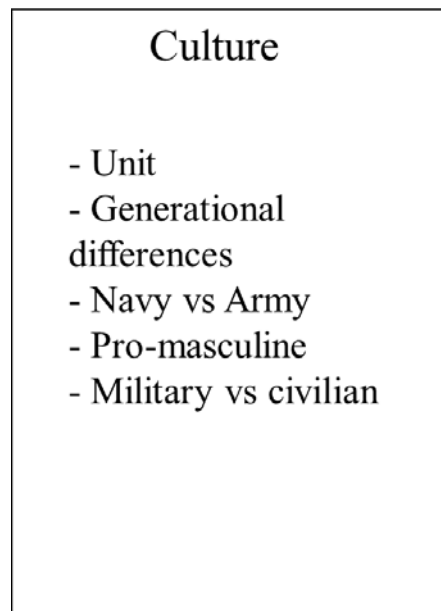 Culture
- Unit
- Generational
differences
- Navy vs Army
- Pro-masculine
- Military vs civilian